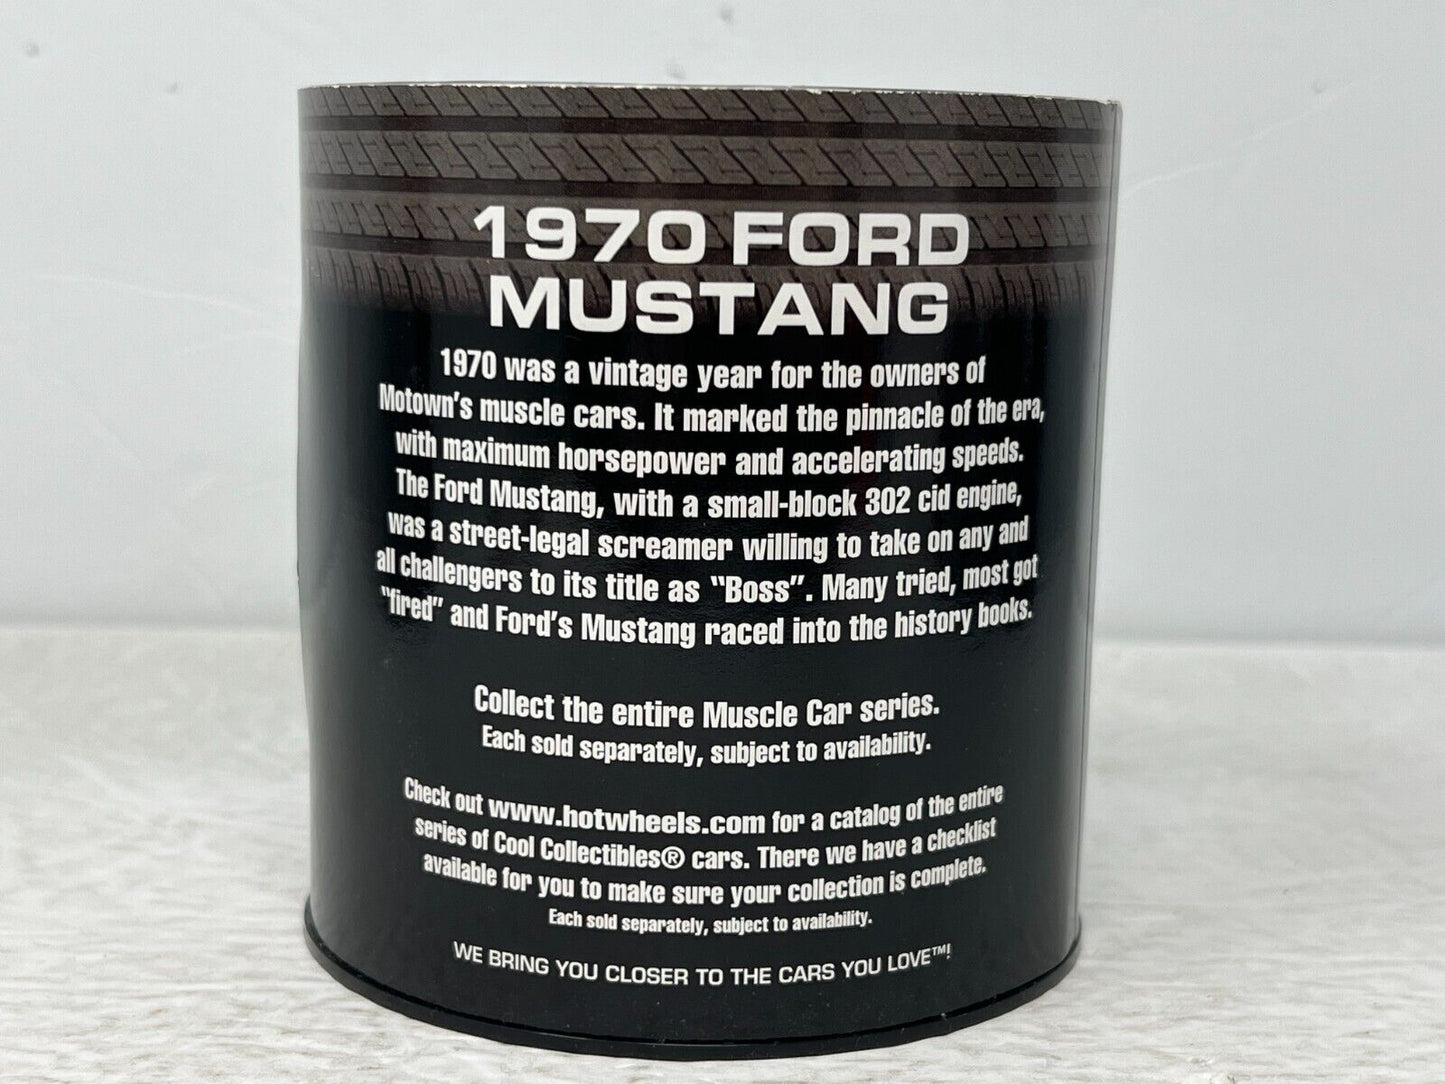 1970 FORD
MUSTANG
1970 was a vintage year for the owners of
Motown's muscle cars. It marked the pinnacle of the era,
with maximum horsepower and accelerating speeds.
The Ford Mustang, with a small-block 302 cid engine,
was a street-legal screamer willing to take on any and
all challengers to its title as "Boss". Many tried, most got
"fired" and Ford's Mustang raced into the history books.
Collect the entire Muscle Car series.
Each sold separately, subject to availability.
Check out www.hotwheels.com for a catalog of the entire
series of Cool Collectibles® cars. There we have a checklist
available for you to make sure your collection is complete.
Each sold separately, subject to availability.
WE BRING YOU CLOSER TO THE CARS YOU LOVE™!